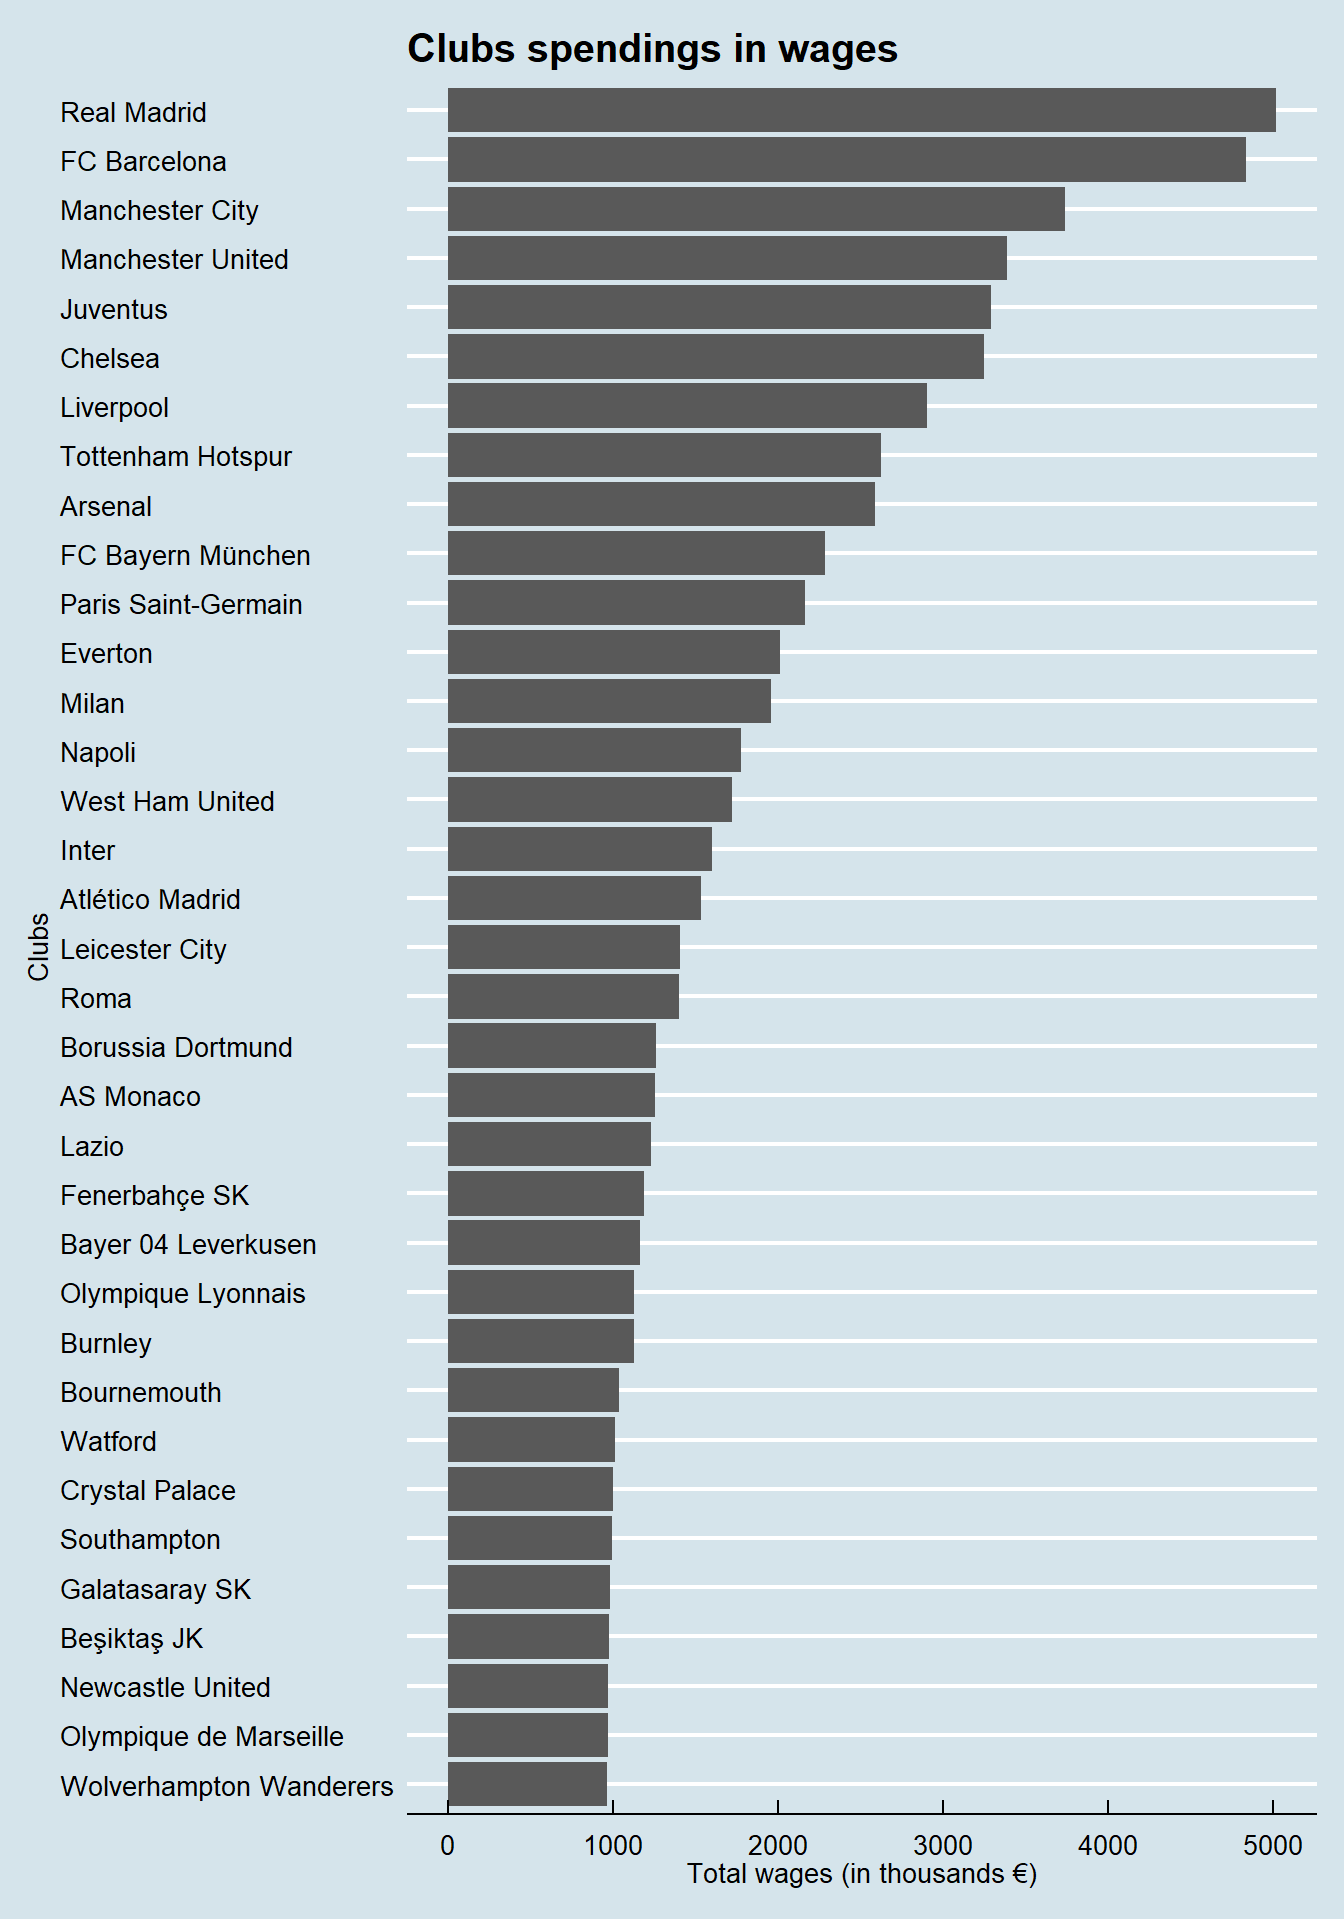 Clubs spendings in wages
Real Madrid
FC Barcelona
Manchester City
Manchester United
Juventus
Chelsea
Liverpool
Tottenham Hotspur
Arsenal
FC Bayern München
Paris Saint-Germain
Everton
Milan
Napoli
West Ham United
Inter
Atlético Madrid
Leicester City
Roma
Borussia Dortmund
AS Monaco
Lazio
Fenerbahçe SK
Bayer 04 Leverkusen
Olympique Lyonnais
Burnley
Bournemouth
Watford
Crystal Palace
Southampton
Galatasaray SK
Beşiktaş JK
Newcastle United
Olympique de Marseille
Wolverhampton Wanderers
Clubs
0 1000 2000 3000 4000 5000
Total wages (in thousands €)